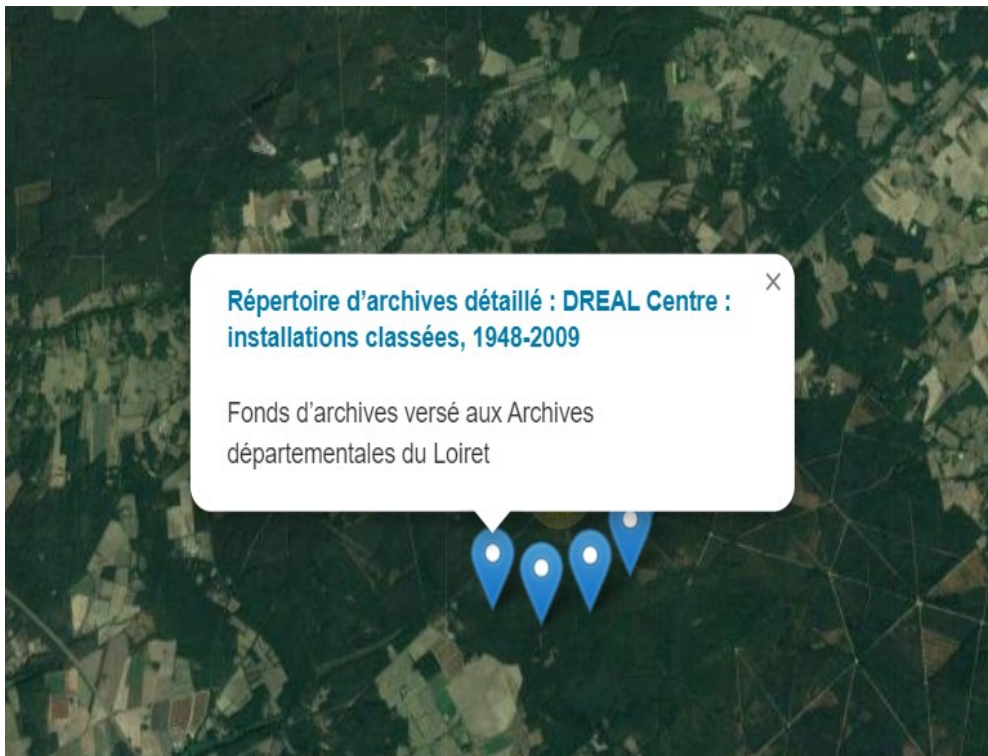 Répertoire d’archives détaillé : DREAL Centre :
installations classées, 1948-2009
Fonds d’archives versé aux Archives
départementales du Loiret